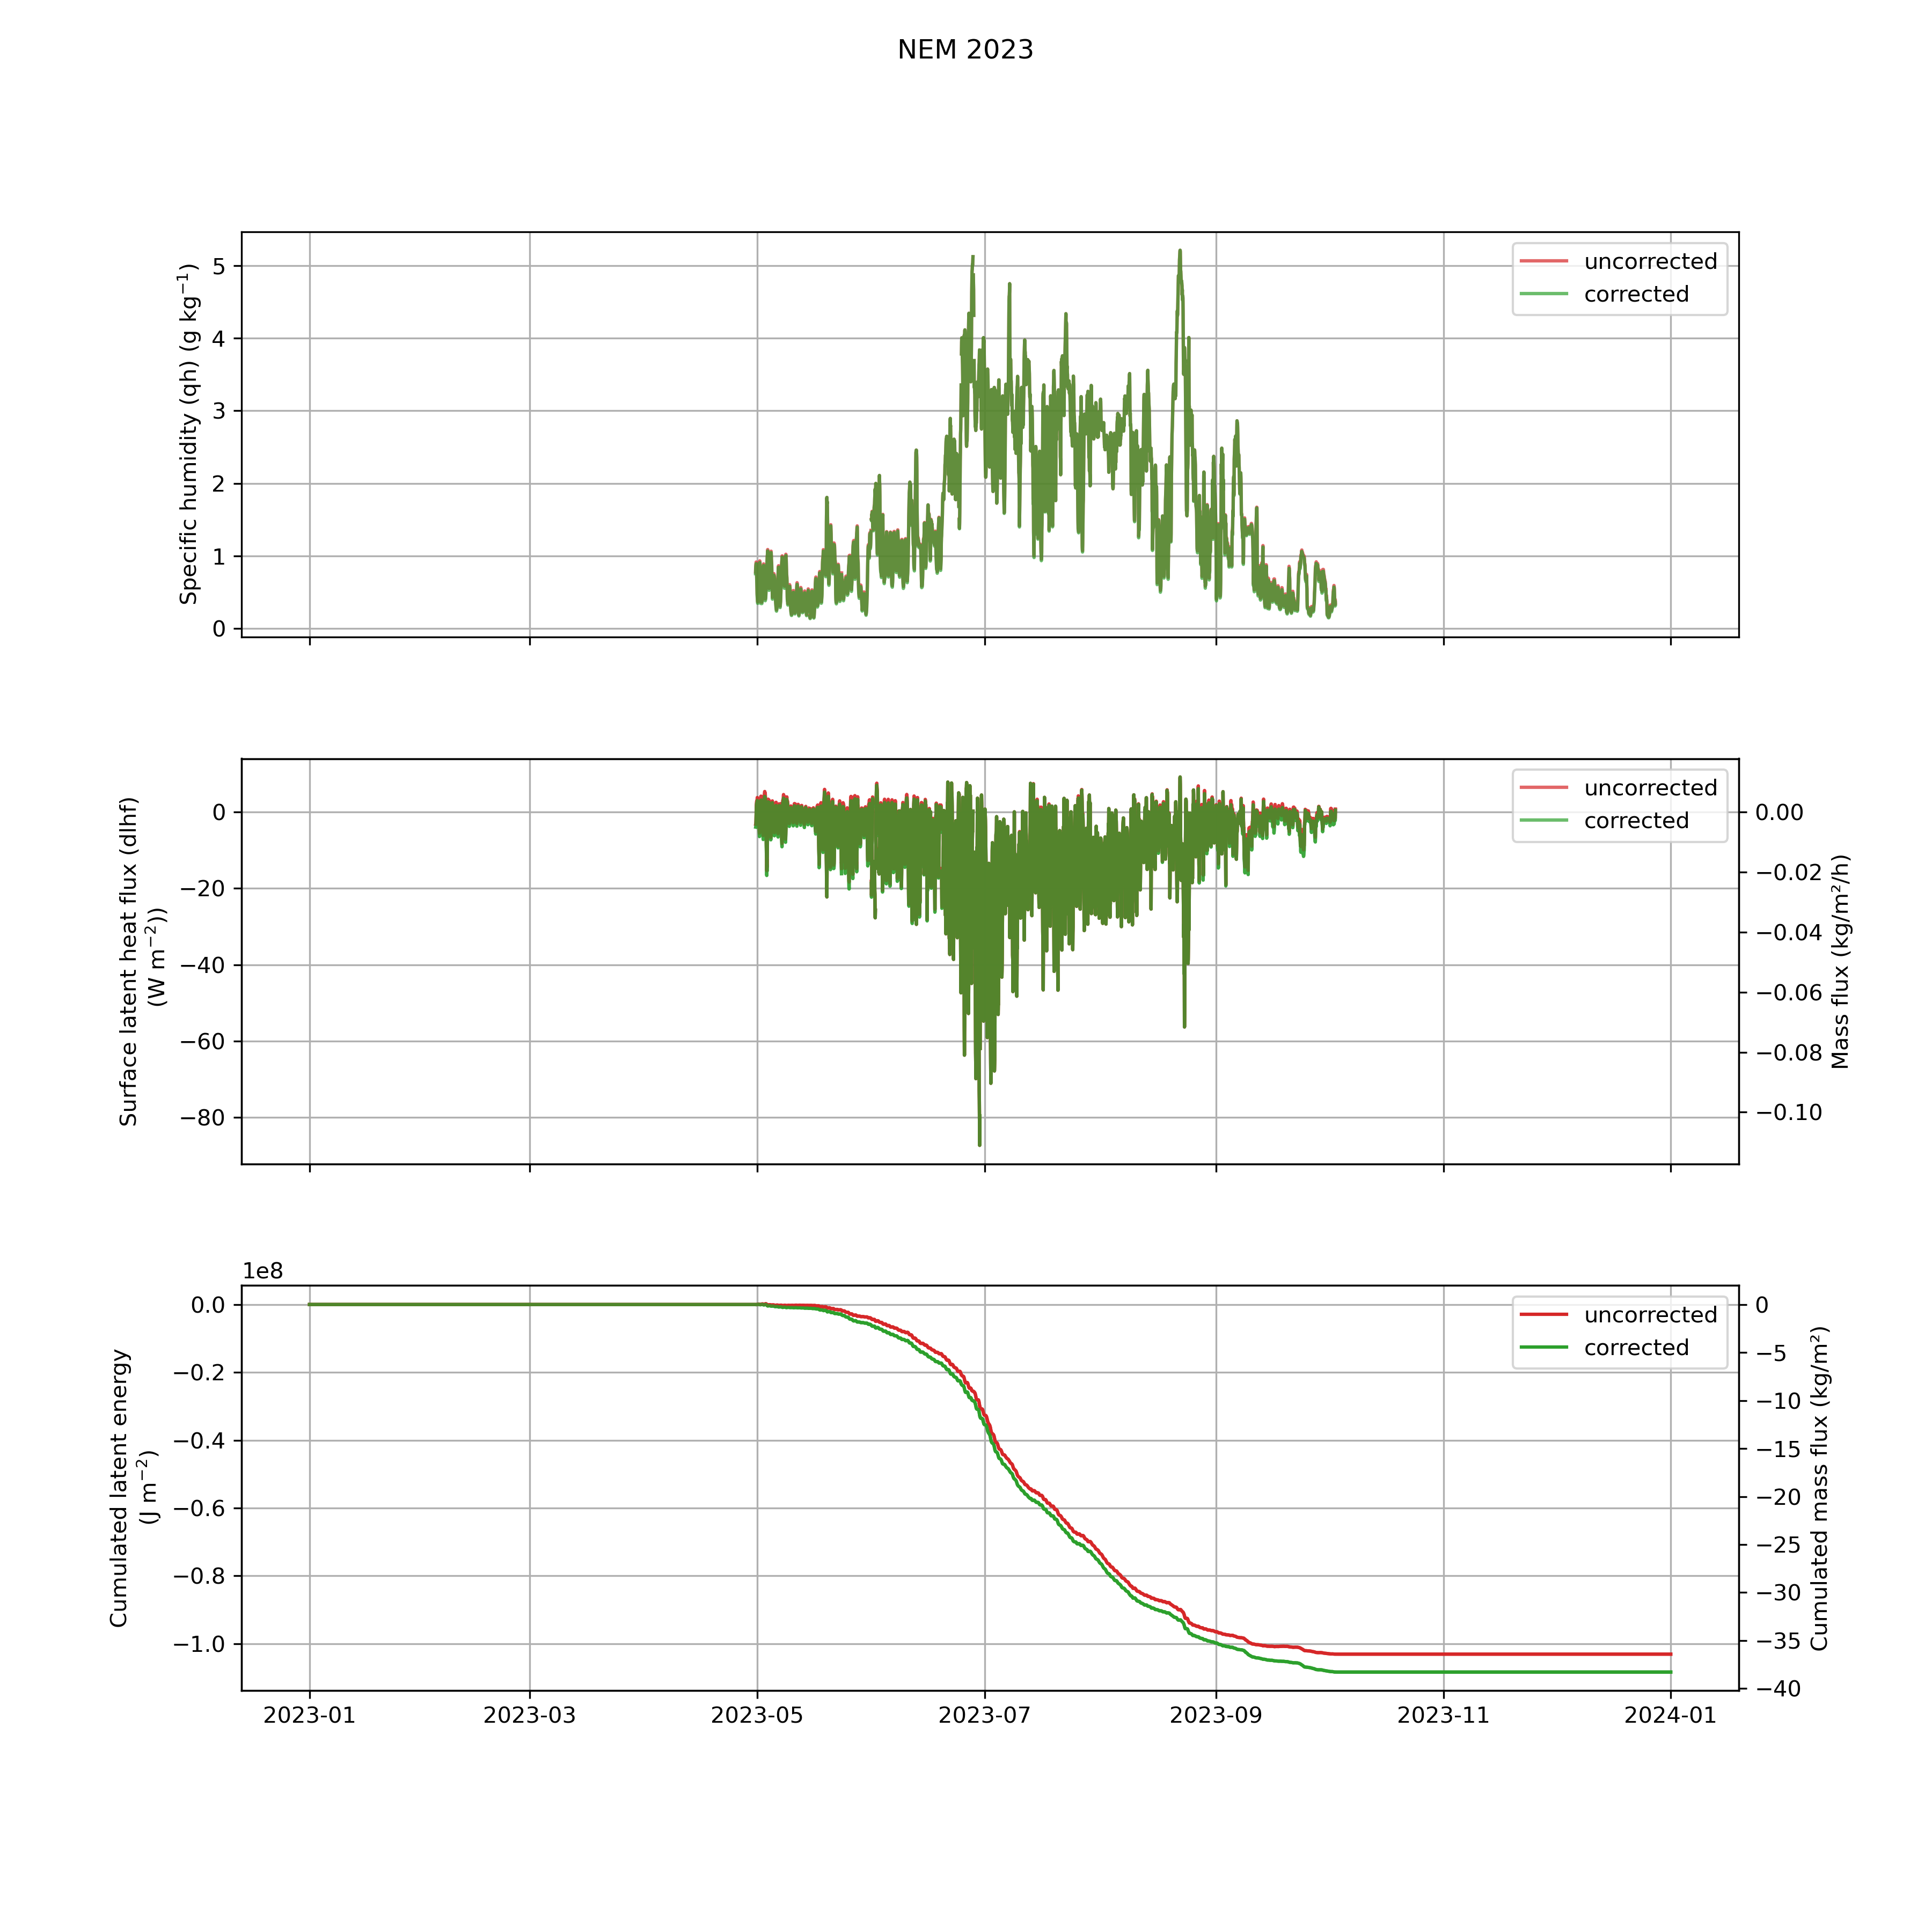 NEM 2023
Specific humidity (qh) (g kg⁻¹)
5
4
3
2
1
0
uncorrected
corrected
Surface latent heat flux (dlhf)
(W m⁻²))
0
−20
−40
−60
−80
uncorrected
corrected
0.00
−0.02
−0.04
−0.06
−0.08
−0.10
Mass flux (kg/m²/h)
1e8
Cumulated latent energy
(J m⁻²)
0.0
−0.2
−0.4
−0.6
−0.8
−1.0
uncorrected
corrected
0
−5
−10
−15
−20
−25
−30
−35
−40
Cumulated mass flux (kg/m²)
2023-01 2023-03 2023-05 2023-07 2023-09 2023-11 2024-01